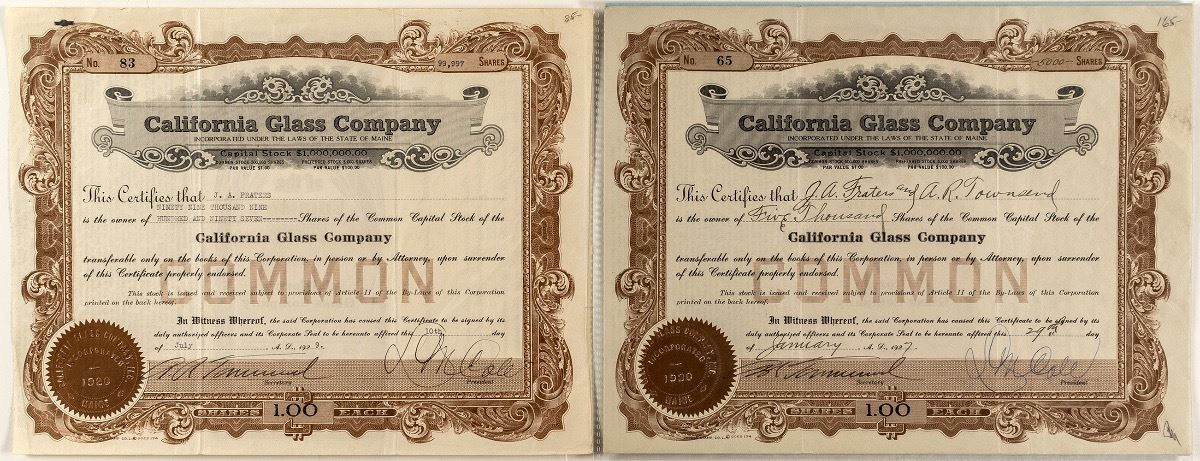 85-
No. 83
99,997 SHARES
California Glass Company
INCORPORATED UNDER THE LAWS OF THE STATE OF MAINE
Capital Stock $1,000,000.00
PAR VALUE $1.00 PAR VALUE $1.00
This Certifies that J. A. FRATERS
NINETY NINE THOUSAND NINE
is the owner of HUNDRED AND NINETY SEVEN-------- Shares of the Common Capital Stock of the
California Glass Company
transferable only on the books of this Corporation, in person or by Attorney, upon surrender
of this Certificate properly endorsed.
COMMON
This stock is issued and received subject to provisions of Article II of the By-Laws of this Corporation
printed on the back hereof.
In Witness Whereof, the said Corporation has caused this Certificate to be signed by its
duly authorized officers and its Corporate Seal to be hereunto affixed this 10th day
of July A. D., 192
Secretary
President
INCORPORATED
1920
MAINE
SHARES 1.00 EACH
165-
No. 65
-5000- SHARES
California Glass Company
INCORPORATED UNDER THE LAWS OF THE STATE OF MAINE
Capital Stock $1,000,000.00
PAR VALUE $1.00 PAR VALUE $1.00
This Certifies that J.A. Fraters and A.R. Townsend
is the owner of Five Thousand Shares of the Common Capital Stock of the
California Glass Company
transferable only on the books of this Corporation, in person or by Attorney, upon surrender
of this Certificate properly endorsed.
COMMON
This stock is issued and received subject to provisions of Article II of the By-Laws of this Corporation
printed on the back hereof.
In Witness Whereof, the said Corporation has caused this Certificate to be signed by its
duly authorized officers and its Corporate Seal to be hereunto affixed this 29th day
of January A. D., 192
Secretary
President
INCORPORATED
1920
MAINE
SHARES 1.00 EACH